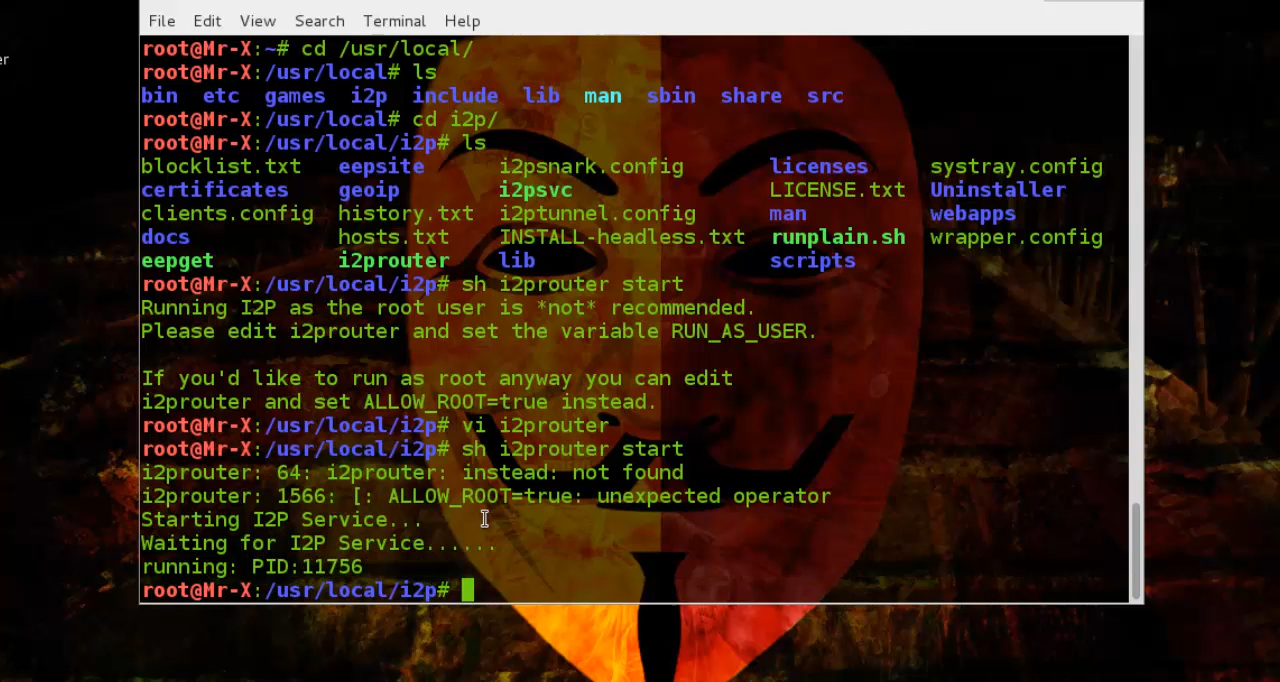 File Edit View Search Terminal Help
er
root@Mr-X:~# cd /usr/local/
root@Mr-X:/usr/local# ls
bin etc games i2p include lib man sbin share src
root@Mr-X:/usr/local# cd i2p/
root@Mr-X:/usr/local/i2p# ls
blocklist.txt eepsite i2psnark.config licenses systray.config
certificates geoip i2psvc LICENSE.txt Uninstaller
clients.config history.txt i2ptunnel.config man webapps
docs hosts.txt INSTALL-headless.txt runplain.sh wrapper.config
eepget i2prouter lib scripts
root@Mr-X:/usr/local/i2p# sh i2prouter start
Running I2P as the root user is *not* recommended.
Please edit i2prouter and set the variable RUN_AS_USER.
If you'd like to run as root anyway you can edit
i2prouter and set ALLOW_ROOT=true instead.
root@Mr-X:/usr/local/i2p# vi i2prouter
root@Mr-X:/usr/local/i2p# sh i2prouter start
i2prouter: 64: i2prouter: instead: not found
i2prouter: 1566: [: ALLOW_ROOT=true: unexpected operator
Starting I2P Service...
Waiting for I2P Service......
running: PID:11756
root@Mr-X:/usr/local/i2p#